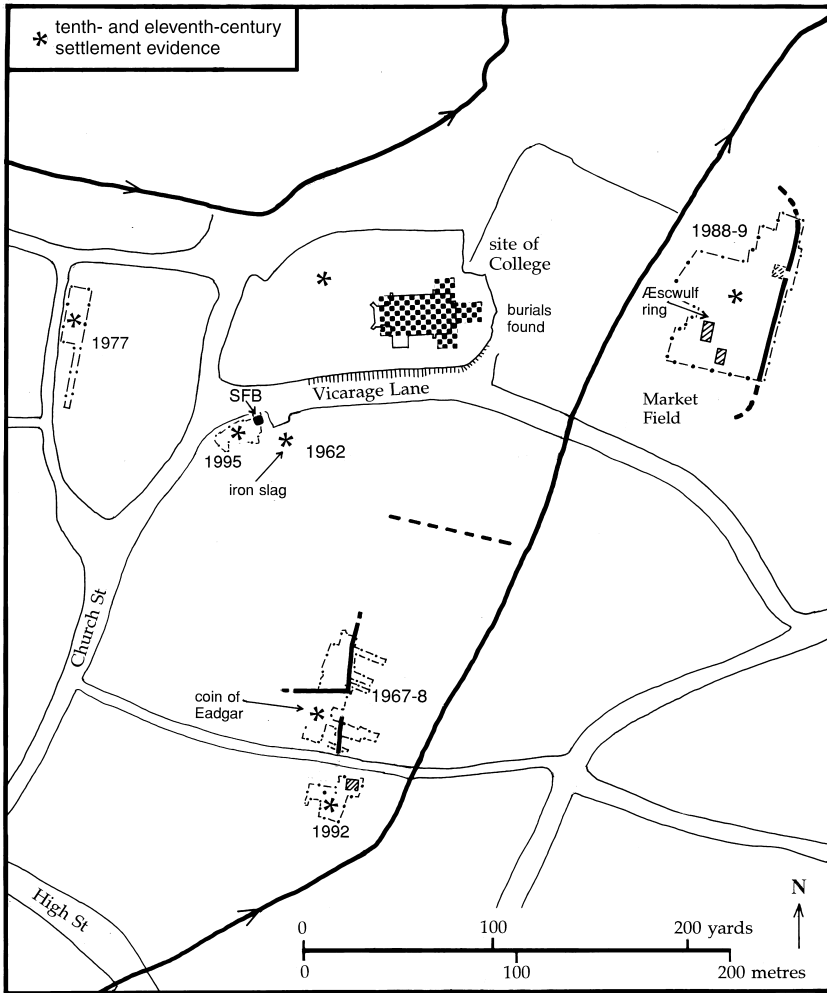 * tenth- and eleventh-century
settlement evidence
1988-9
site of
College
Æscwulf
ring
burials
found
1977
Vicarage Lane
SFB
Market
Field
1995
1962
iron slag
Church St
coin of
Eadgar
1967-8
1992
High St
N
0 100 200 yards
0 100 200 metres